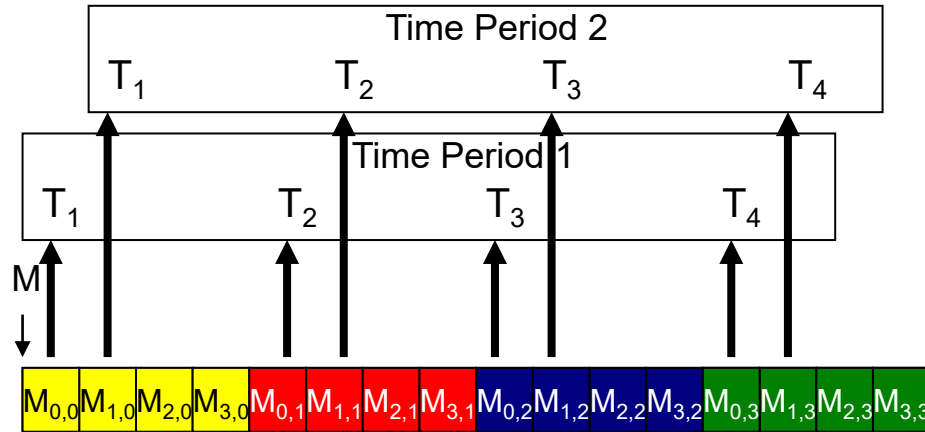 Time Period 2
T₁ T₂ T₃ T₄
Time Period 1
T₁ T₂ T₃ T₄
M
M₀,₀ M₁,₀ M₂,₀ M₃,₀ M₀,₁ M₁,₁ M₂,₁ M₃,₁ M₀,₂ M₁,₂ M₂,₂ M₃,₂ M₀,₃ M₁,₃ M₂,₃ M₃,₃